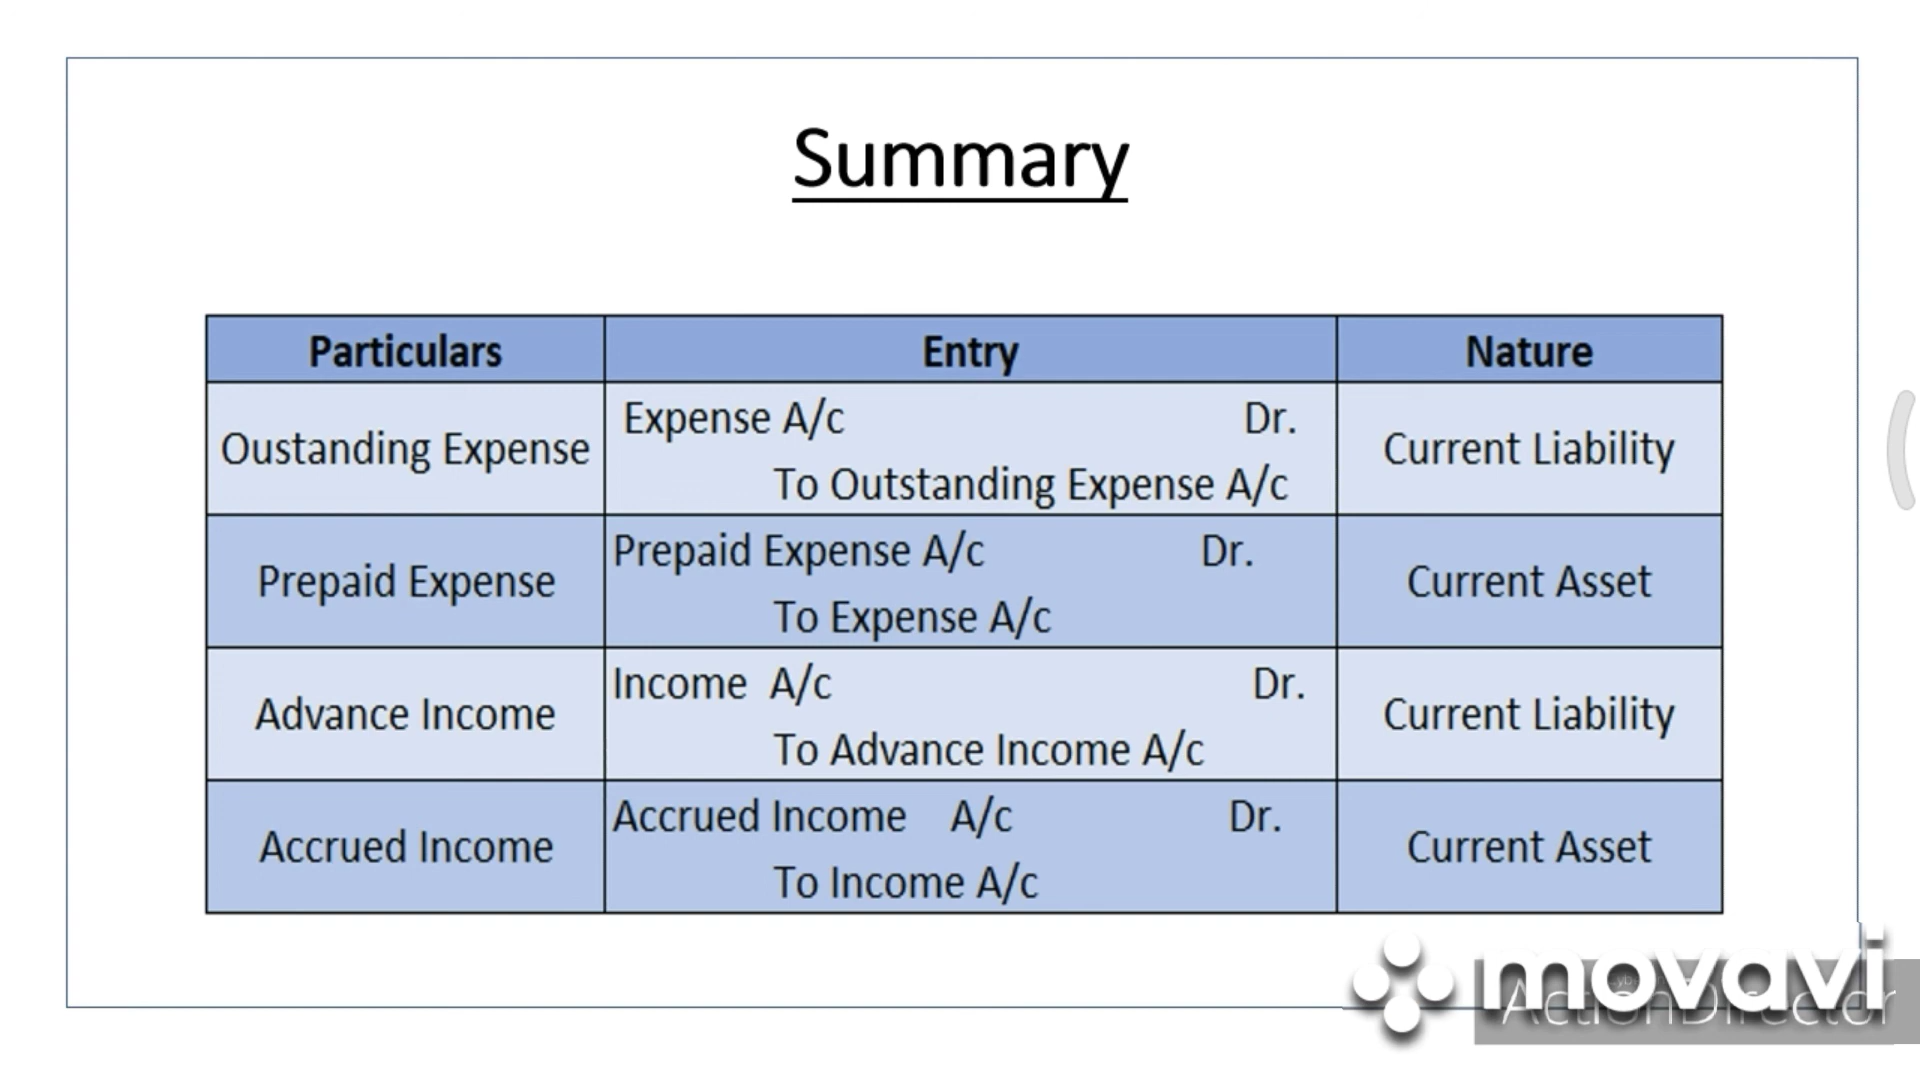 Summary
Particulars Entry Nature
Oustanding Expense
Expense A/c Dr.
To Outstanding Expense A/c
Current Liability
Prepaid Expense
Prepaid Expense A/c Dr.
To Expense A/c
Current Asset
Advance Income
Income A/c Dr.
To Advance Income A/c
Current Liability
Accrued Income
Accrued Income A/c Dr.
To Income A/c
Current Asset
movavi
ActionDirector